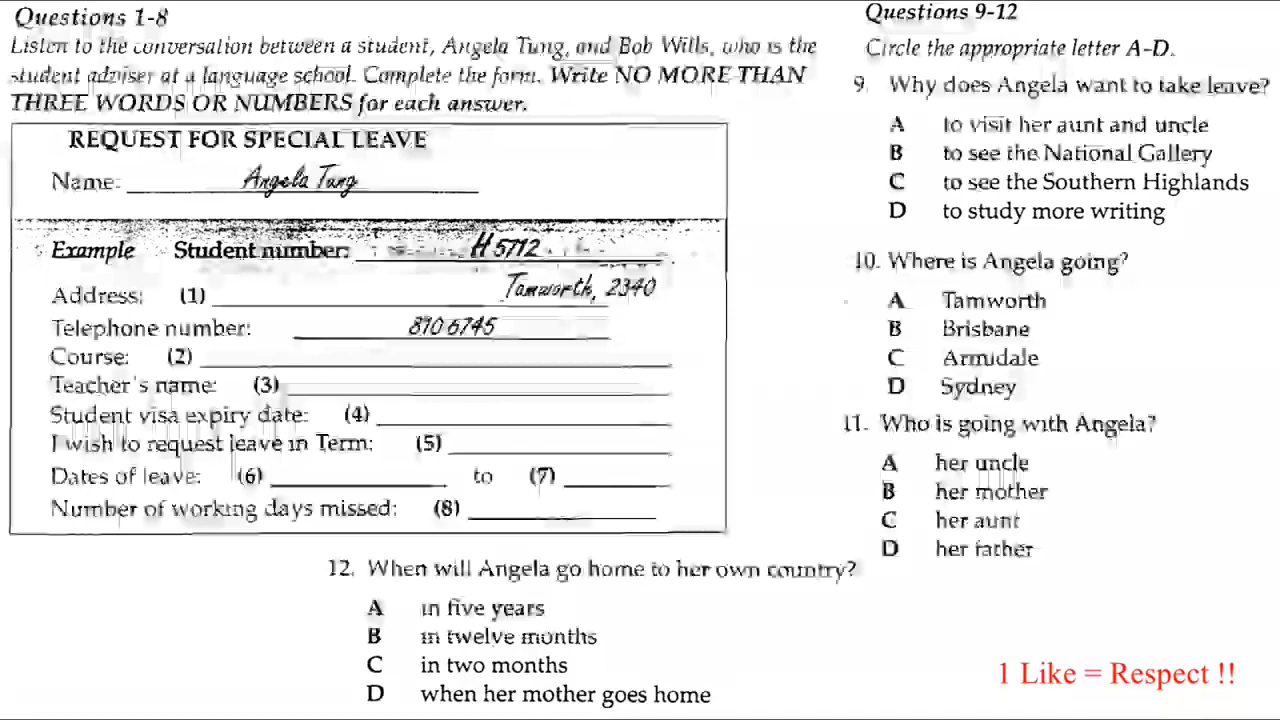 Questions 1-8
Listen to the conversation between a student, Angela Tung, and Bob Wills, who is the
student adviser at a language school. Complete the form. Write NO MORE THAN
THREE WORDS OR NUMBERS for each answer.
REQUEST FOR SPECIAL LEAVE
Name: Angela Tung
Example Student number: H5712
Address: (1) Tamworth, 2340
Telephone number: 810 6745
Course: (2)
Teacher's name: (3)
Student visa expiry date: (4)
I wish to request leave in Term: (5)
Dates of leave: (6) to (7)
Number of working days missed: (8)
Questions 9-12
Circle the appropriate letter A-D.
9. Why does Angela want to take leave?
A to visit her aunt and uncle
B to see the National Gallery
C to see the Southern Highlands
D to study more writing
10. Where is Angela going?
A Tamworth
B Brisbane
C Armidale
D Sydney
11. Who is going with Angela?
A her uncle
B her mother
C her aunt
D her father
12. When will Angela go home to her own country?
A in five years
B in twelve months
C in two months
D when her mother goes home
1 Like = Respect !!